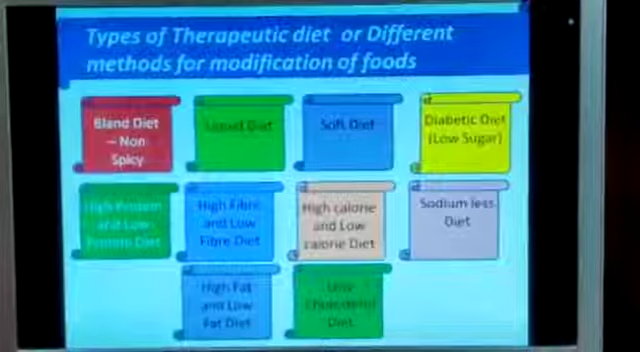 Types of Therapeutic diet or Different
methods for modification of foods
Bland Diet
– Non
Spicy
Liquid Diet
Soft Diet
Diabetic Diet
(Low Sugar)
High Protein
and Low
Protein Diet
High Fibre
and Low
Fibre Diet
High calorie
and Low
calorie Diet
Sodium less
Diet
High Fat
and Low
Fat Diet
Low
Cholesterol
Diet